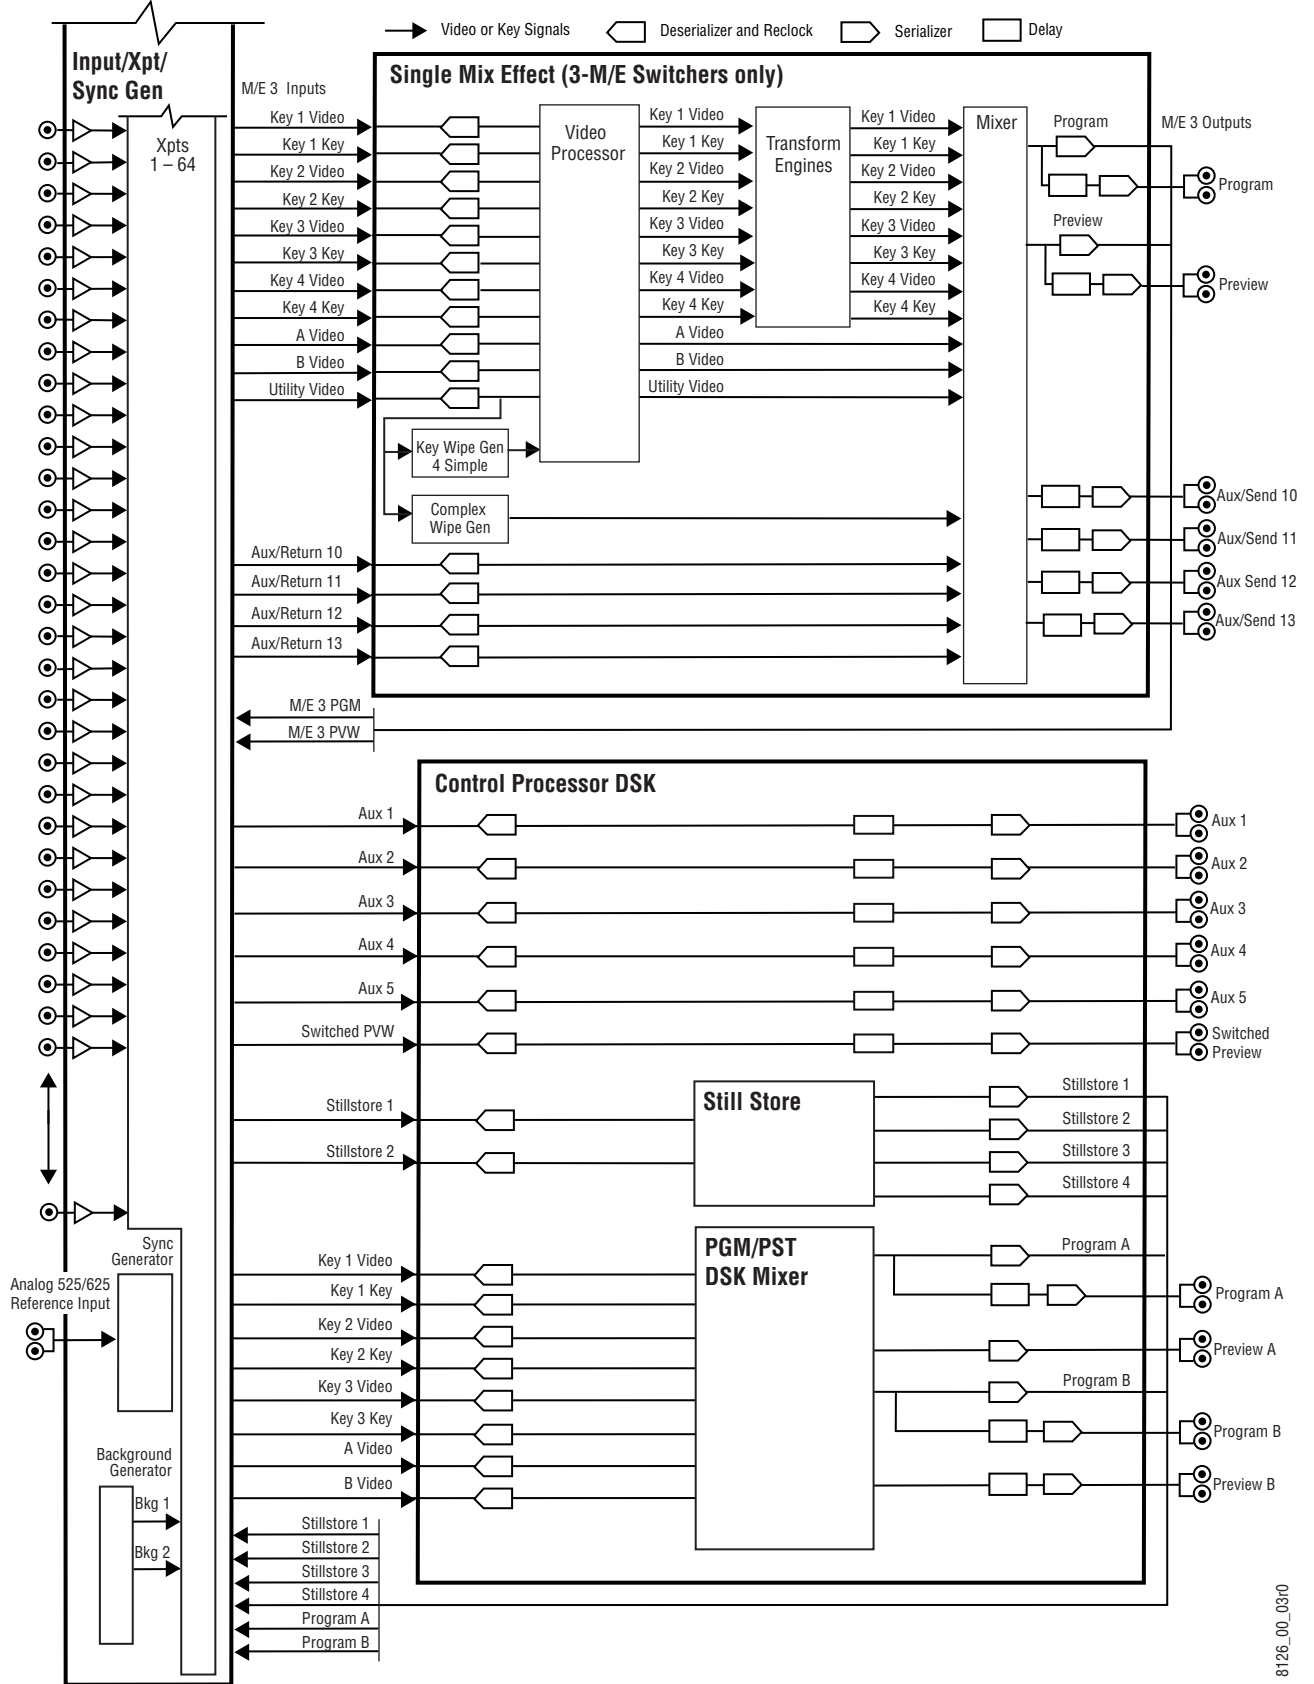 Video or Key Signals
Deserializer and Reclock
Serializer
Delay
Input/Xpt/
Sync Gen
Xpts
1 – 64
M/E 3 Inputs
Key 1 Video
Key 1 Key
Key 2 Video
Key 2 Key
Key 3 Video
Key 3 Key
Key 4 Video
Key 4 Key
A Video
B Video
Utility Video
Aux/Return 10
Aux/Return 11
Aux/Return 12
Aux/Return 13
M/E 3 PGM
M/E 3 PVW
Single Mix Effect (3-M/E Switchers only)
Video
Processor
Key Wipe Gen
4 Simple
Complex
Wipe Gen
Key 1 Video
Key 1 Key
Key 2 Video
Key 2 Key
Key 3 Video
Key 3 Key
Key 4 Video
Key 4 Key
A Video
B Video
Utility Video
Transform
Engines
Key 1 Video
Key 1 Key
Key 2 Video
Key 2 Key
Key 3 Video
Key 3 Key
Key 4 Video
Key 4 Key
Mixer
Program
Preview
M/E 3 Outputs
Program
Preview
Aux/Send 10
Aux/Send 11
Aux Send 12
Aux/Send 13
Control Processor DSK
Aux 1
Aux 2
Aux 3
Aux 4
Aux 5
Switched PVW
Aux 1
Aux 2
Aux 3
Aux 4
Aux 5
Switched
Preview
Stillstore 1
Stillstore 2
Still Store
Stillstore 1
Stillstore 2
Stillstore 3
Stillstore 4
Key 1 Video
Key 1 Key
Key 2 Video
Key 2 Key
Key 3 Video
Key 3 Key
A Video
B Video
PGM/PST
DSK Mixer
Program A
Program B
Program A
Preview A
Program B
Preview B
Sync
Generator
Analog 525/625
Reference Input
Background
Generator
Bkg 1
Bkg 2
Stillstore 1
Stillstore 2
Stillstore 3
Stillstore 4
Program A
Program B
8126_00_03r0